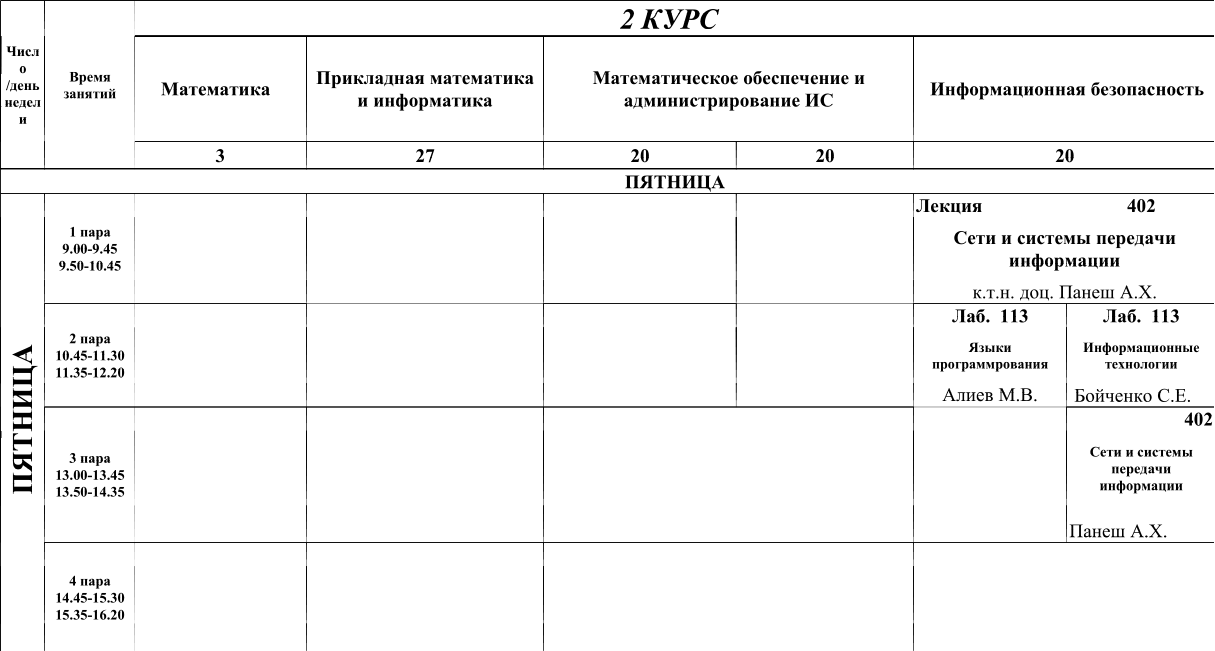 2 КУРС
Числ
о
/день
недел
и
Время
занятий
Математика
Прикладная математика
и информатика
Математическое обеспечение и
администрирование ИС
Информационная безопасность
3
27
20
20
20
ПЯТНИЦА
ПЯТНИЦА
1 пара
9.00-9.45
9.50-10.45
Лекция 402
Сети и системы передачи
информации
к.т.н. доц. Панеш А.Х.
2 пара
10.45-11.30
11.35-12.20
Лаб. 113
Языки
программрования
Алиев М.В.
Лаб. 113
Информационные
технологии
Бойченко С.Е.
3 пара
13.00-13.45
13.50-14.35
402
Сети и системы
передачи
информации
Панеш А.Х.
4 пара
14.45-15.30
15.35-16.20